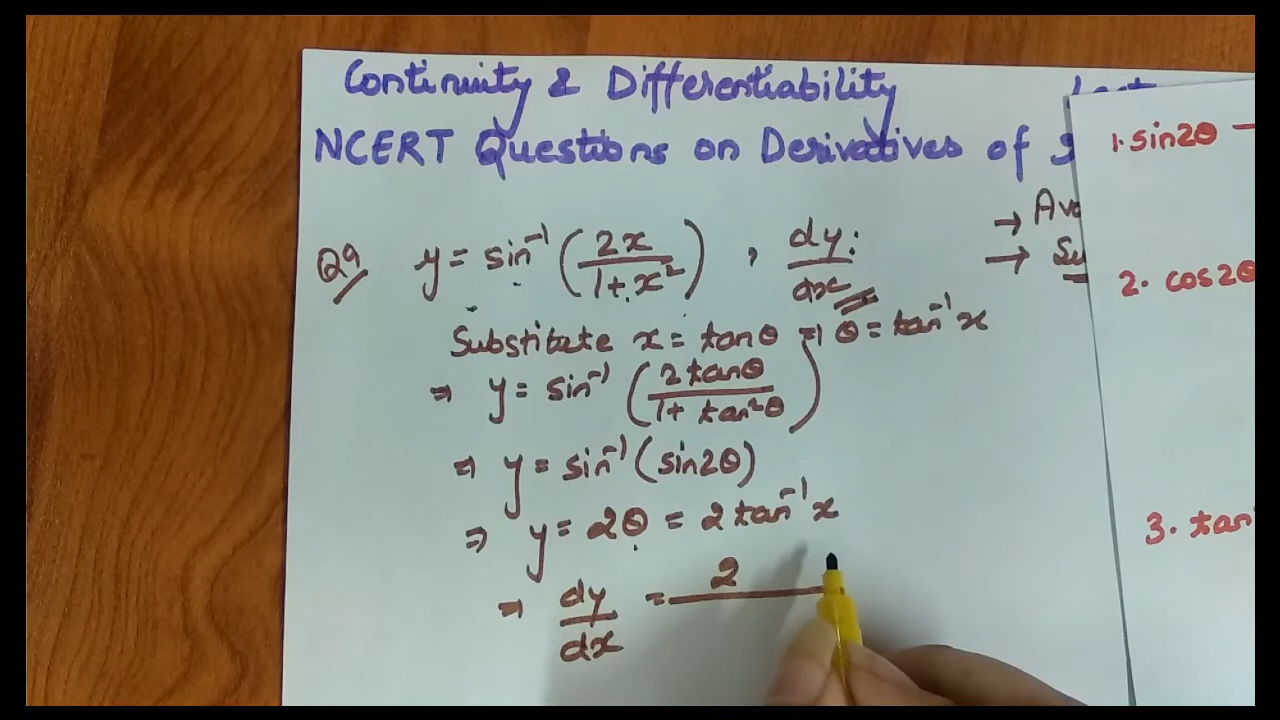 Continuity & Differentiability
NCERT Questions on Derivatives of
Q9 y = sin⁻¹(2x/1+x²) , dy/dx :
Substitute x = tanθ ⇒ θ = tan⁻¹x
⇒ y = sin⁻¹(2tanθ/1+tan²θ)
⇒ y = sin⁻¹(sin2θ)
⇒ y = 2θ = 2tan⁻¹x
⇒ dy/dx = 2
1. sin2θ
2. cos2θ
3. tan